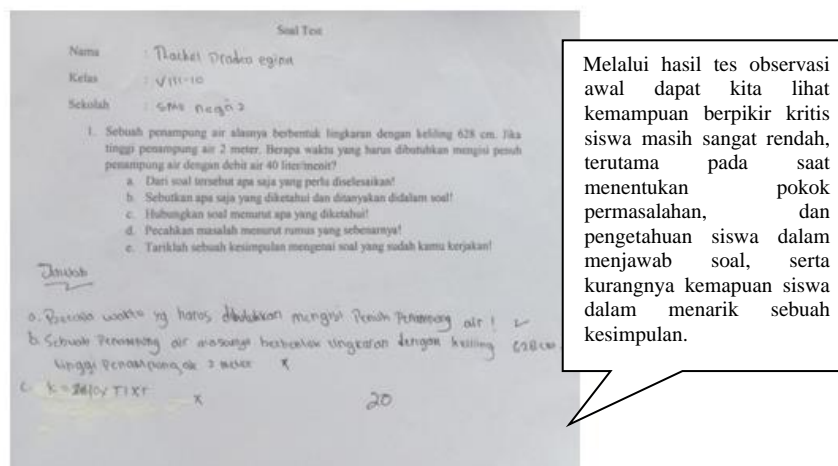 Soal Test
Nama :
Kelas : VIII-10
Sekolah : SMP negri 2
1. Sebuah penampung air alasnya berbentuk lingkaran dengan keliling 628 cm. Jika
tinggi penampung air 2 meter. Berapa waktu yang harus dibutuhkan mengisi penuh
penampung air dengan debit air 40 liter/menit?
a. Dari soal tersebut apa saja yang perlu diselesaikan!
b. Sebutkan apa saja yang diketahui dan ditanyakan didalam soal!
c. Hubungkan soal menurut apa yang diketahui!
d. Pecahkan masalah menurut rumus yang sebenarnya!
e. Tariklah sebuah kesimpulan mengenai soal yang sudah kamu kerjakan!
Jawab
a. Berapa waktu yg harus dibutuhkan mengisi Penuh Penampung air !
b. Sebuah Penampung air berbentuk lingkaran dengan keliling 628 cm
tinggi Penampung air 2 meter x
c. K = x
20
Melalui hasil tes observasi
awal dapat kita lihat
kemampuan berpikir kritis
siswa masih sangat rendah,
terutama pada saat
menentukan pokok
permasalahan, dan
pengetahuan siswa dalam
menjawab soal, serta
kurangnya kemapuan siswa
dalam menarik sebuah
kesimpulan.